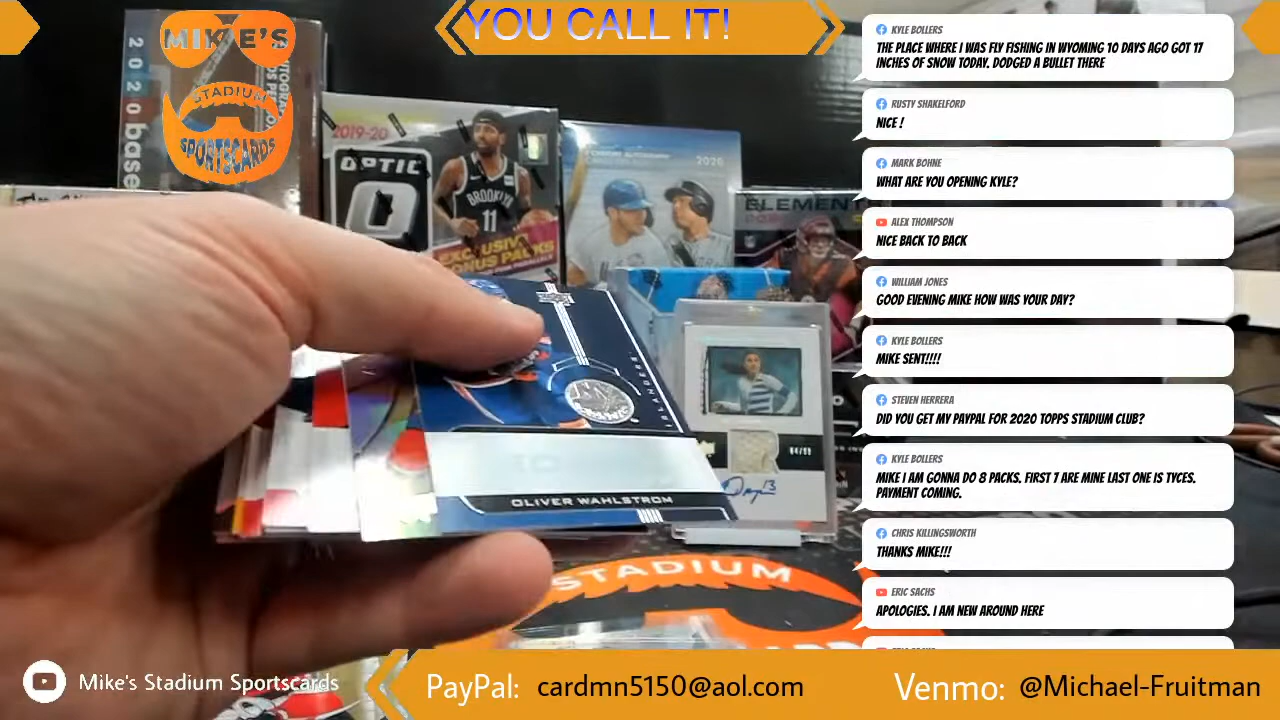 YOU CALL IT!
MIKE'S
STADIUM
SPORTSCARDS
2020 base
2019-20
OPTIC
BROOKLYN
11
EXCLUSIVE
BONUS PACKS
2020
ELEMENT
ISLANDERS
OLIVER WAHLSTROM
STADIUM
KYLE BOLLERS
THE PLACE WHERE I WAS FLY FISHING IN WYOMING 10 DAYS AGO GOT 17
INCHES OF SNOW TODAY. DODGED A BULLET THERE
RUSTY SHAKELFORD
NICE !
MARK BOHNE
WHAT ARE YOU OPENING KYLE?
ALEX THOMPSON
NICE BACK TO BACK
WILLIAM JONES
GOOD EVENING MIKE HOW WAS YOUR DAY?
KYLE BOLLERS
MIKE SENT!!!!
STEVEN HERRERA
DID YOU GET MY PAYPAL FOR 2020 TOPPS STADIUM CLUB?
KYLE BOLLERS
MIKE I AM GONNA DO 8 PACKS. FIRST 7 ARE MINE LAST ONE IS TYCES.
PAYMENT COMING.
CHRIS KILLINGSWORTH
THANKS MIKE!!!
ERIC SACHS
APOLOGIES. I AM NEW AROUND HERE
Mike's Stadium Sportscards
PayPal: cardmn5150@aol.com
Venmo: @Michael-Fruitman